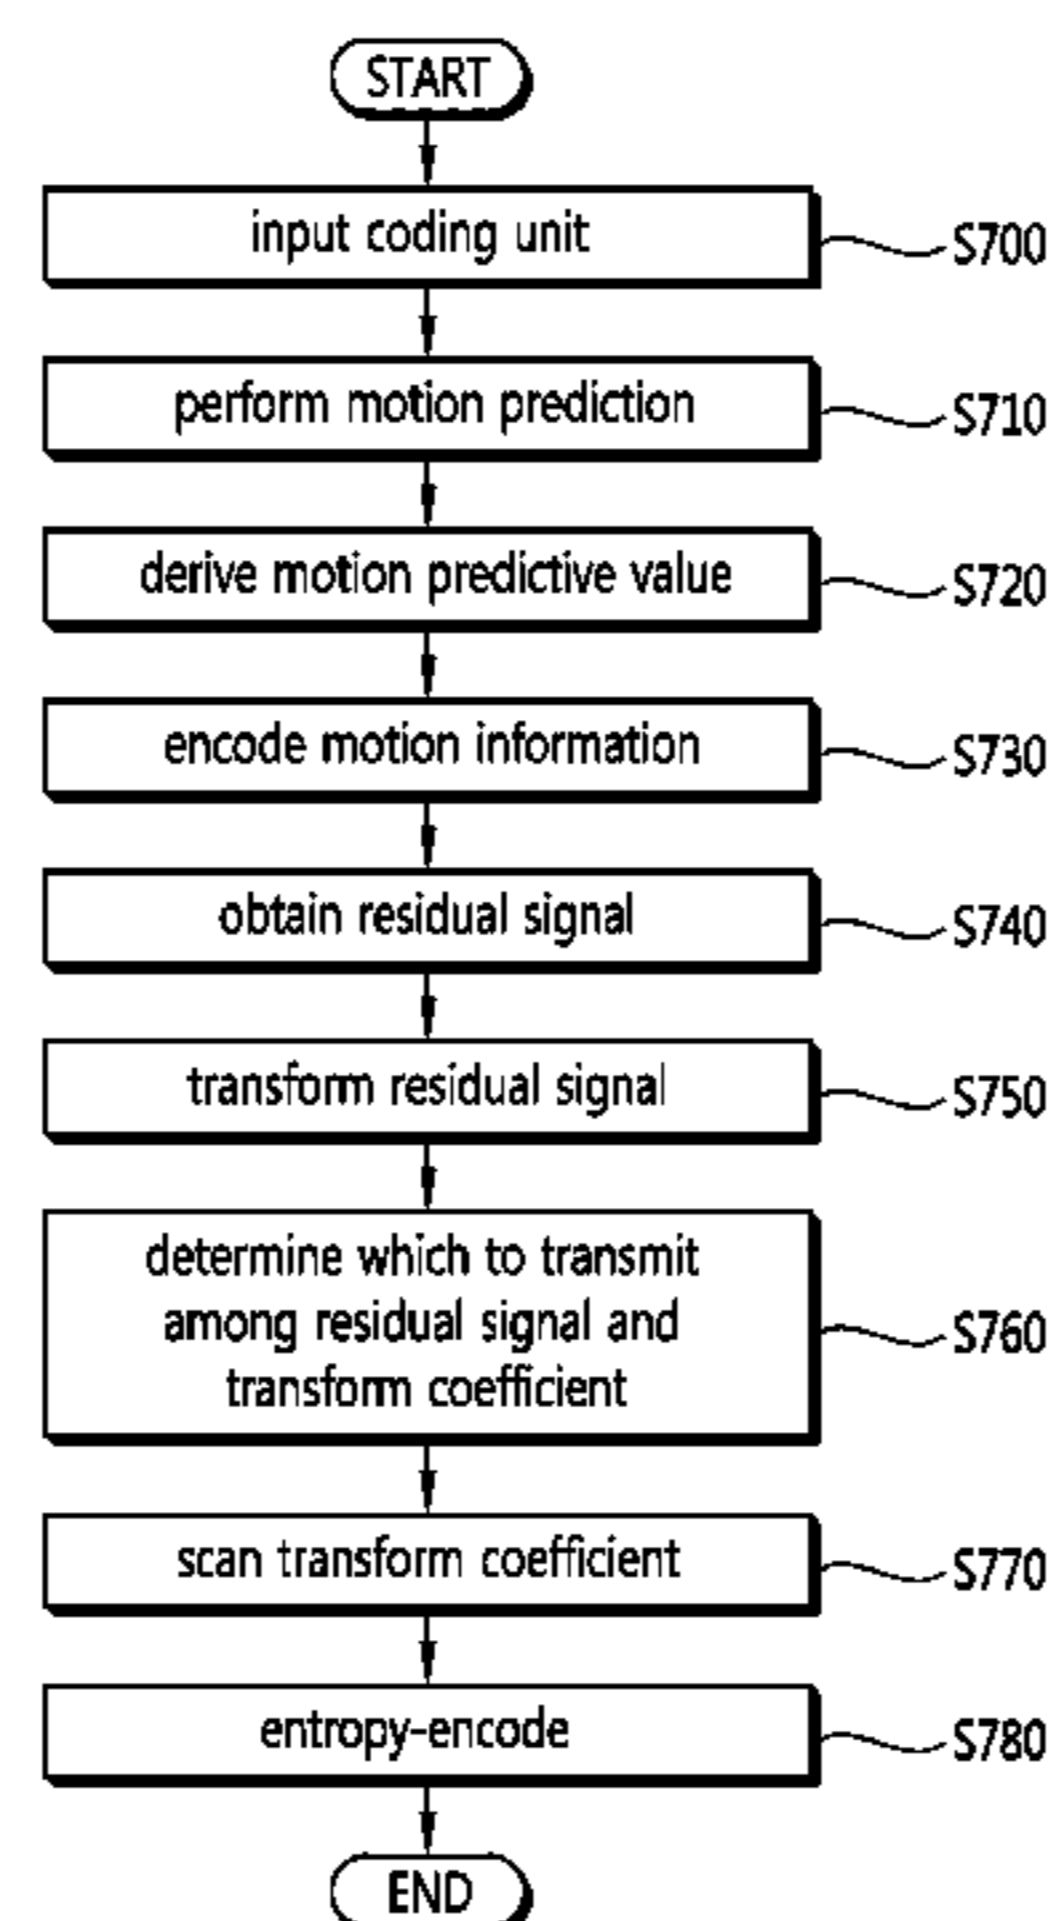 START
input coding unit
S700
perform motion prediction
S710
derive motion predictive value
S720
encode motion information
S730
obtain residual signal
S740
transform residual signal
S750
determine which to transmit
among residual signal and
transform coefficient
S760
scan transform coefficient
S770
entropy-encode
S780
END